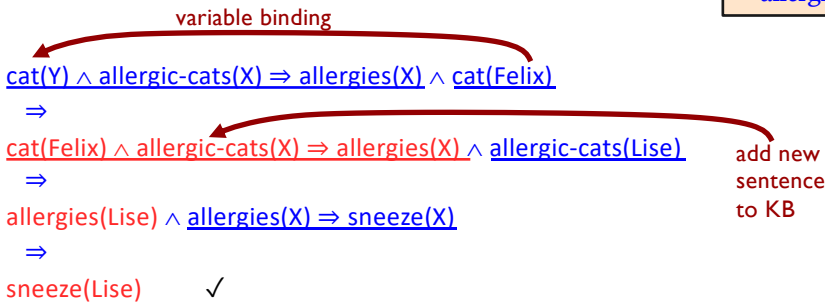 variable binding
cat(Y) ∧ allergic-cats(X) ⇒ allergies(X) ∧ cat(Felix)
⇒
cat(Felix) ∧ allergic-cats(X) ⇒ allergies(X) ∧ allergic-cats(Lise)
add new
sentence
to KB
⇒
allergies(Lise) ∧ allergies(X) ⇒ sneeze(X)
⇒
sneeze(Lise) ✓